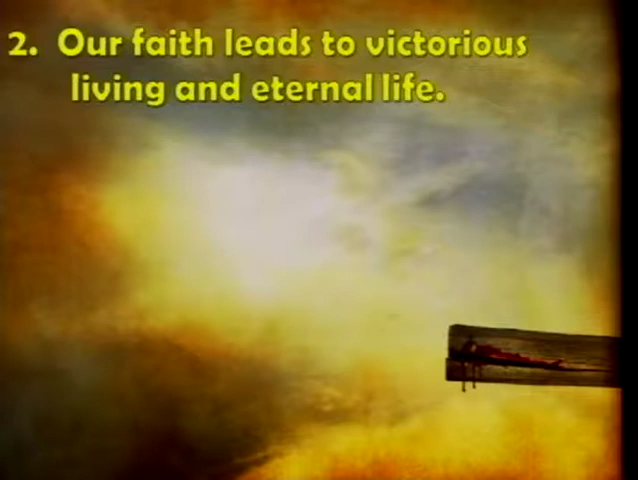 2. Our faith leads to victorious
living and eternal life.